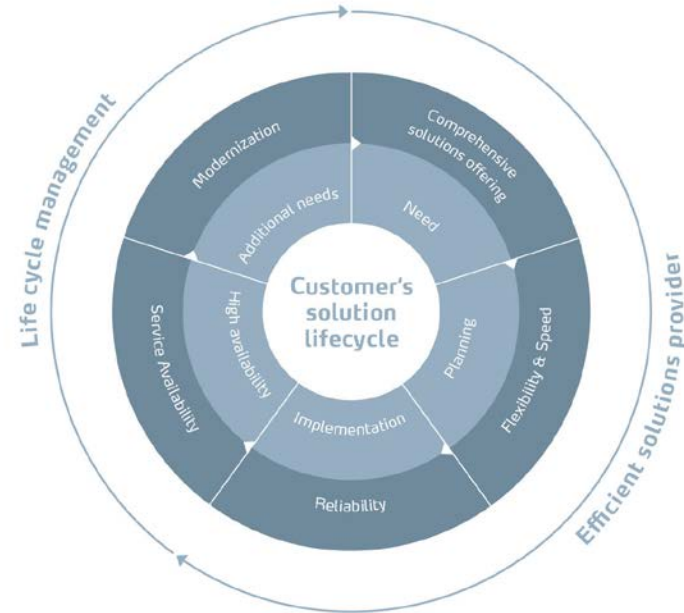 Life cycle management
Efficient solutions provider
Modernization
Comprehensive
solutions offering
Flexibility & Speed
Reliability
Service Availability
Additional needs
Need
Planning
Implementation
High availability
Customer's
solution
lifecycle